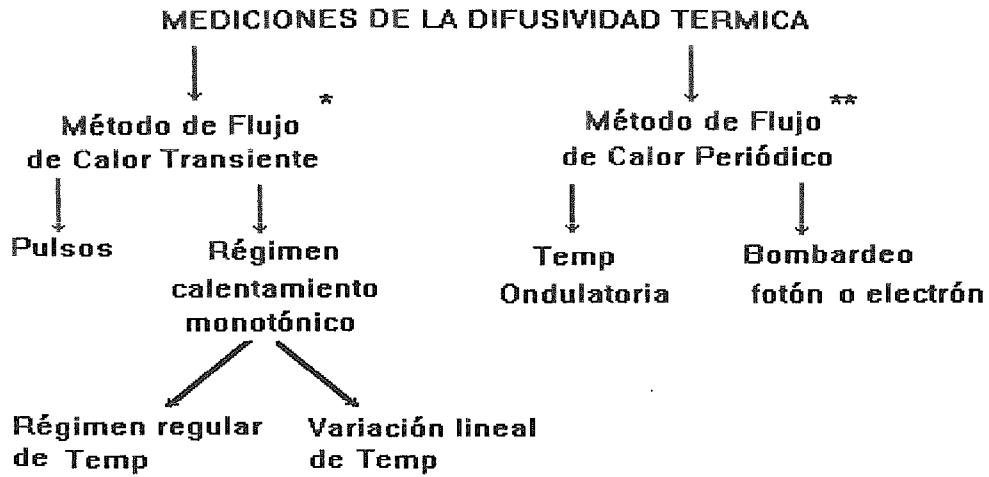 MEDICIONES DE LA DIFUSIVIDAD TERMICA
Método de Flujo *
de Calor Transiente
Método de Flujo **
de Calor Periódico
Pulsos
Régimen
calentamiento
monotónico
Temp
Ondulatoria
Bombardeo
fotón o electrón
Régimen regular
de Temp
Variación lineal
de Temp